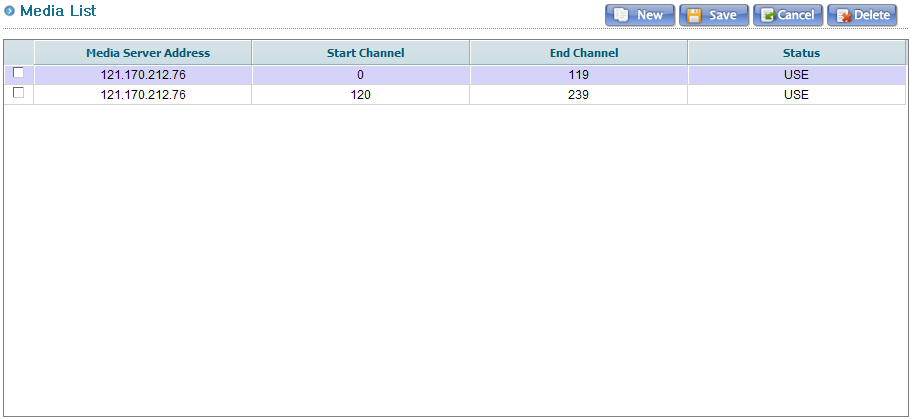 Media List
New Save Cancel Delete
Media Server Address Start Channel End Channel Status
121.170.212.76 0 119 USE
121.170.212.76 120 239 USE